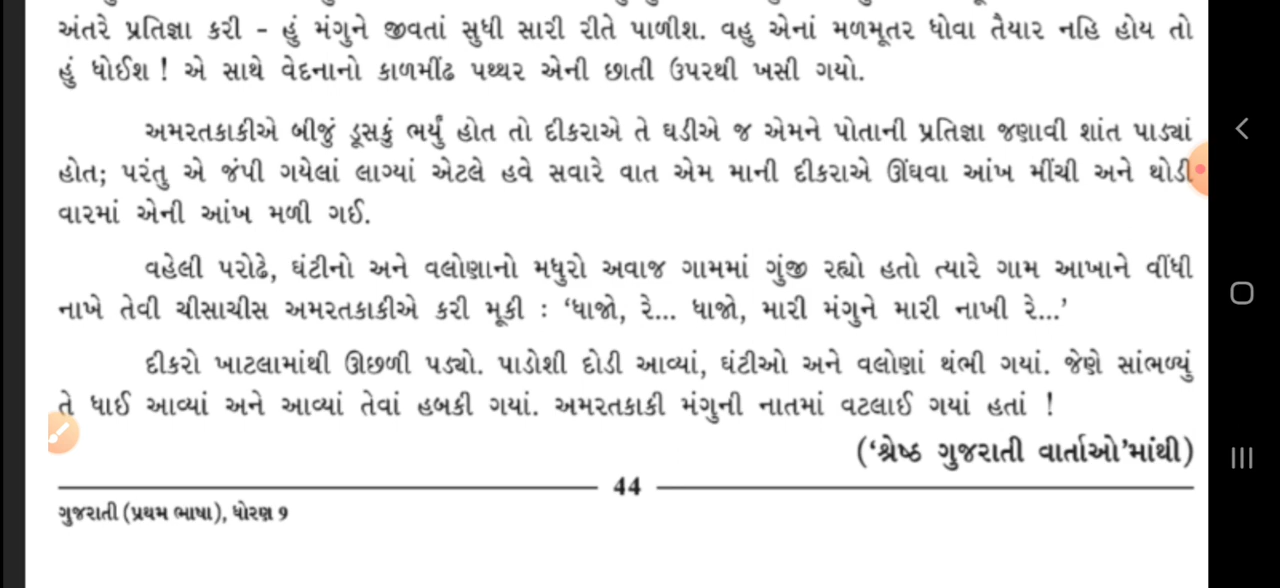 અંતરે પ્રતિજ્ઞા કરી - હું મંગુને જીવતાં સુધી સારી રીતે પાળીશ. વહુ એનાં મળમૂતર ધોવા તૈયાર નહિ હોય તો
હું ધોઈશ ! એ સાથે વેદનાનો કાળમીંઢ પથ્થર એની છાતી ઉપરથી ખસી ગયો.
અમરતકાકીએ બીજું ડૂસકું ભર્યું હોત તો દીકરાએ તે ઘડીએ જ એમને પોતાની પ્રતિજ્ઞા જણાવી શાંત પાડ્યાં
હોત; પરંતુ એ જંપી ગયેલાં લાગ્યાં એટલે હવે સવારે વાત એમ માની દીકરાએ ઊંઘવા આંખ મીંચી અને થોડી
વારમાં એની આંખ મળી ગઈ.
વહેલી પરોઢે, ઘંટીનો અને વલોણાનો મધુરો અવાજ ગામમાં ગુંજી રહ્યો હતો ત્યારે ગામ આખાને વીંધી
નાખે તેવી ચીસાચીસ અમરતકાકીએ કરી મૂકી : ‘ધાજો, રે... ધાજો, મારી મંગુને મારી નાખી રે...’
દીકરો ખાટલામાંથી ઊછળી પડ્યો. પાડોશી દોડી આવ્યાં, ઘંટીઓ અને વલોણાં થંભી ગયાં. જેણે સાંભળ્યું
તે ધાઈ આવ્યાં અને આવ્યાં તેવાં હબકી ગયાં. અમરતકાકી મંગુની નાતમાં વટલાઈ ગયાં હતાં !
(‘શ્રેષ્ઠ ગુજરાતી વાર્તાઓ’માંથી)
44
ગુજરાતી (પ્રથમ ભાષા), ધોરણ 9